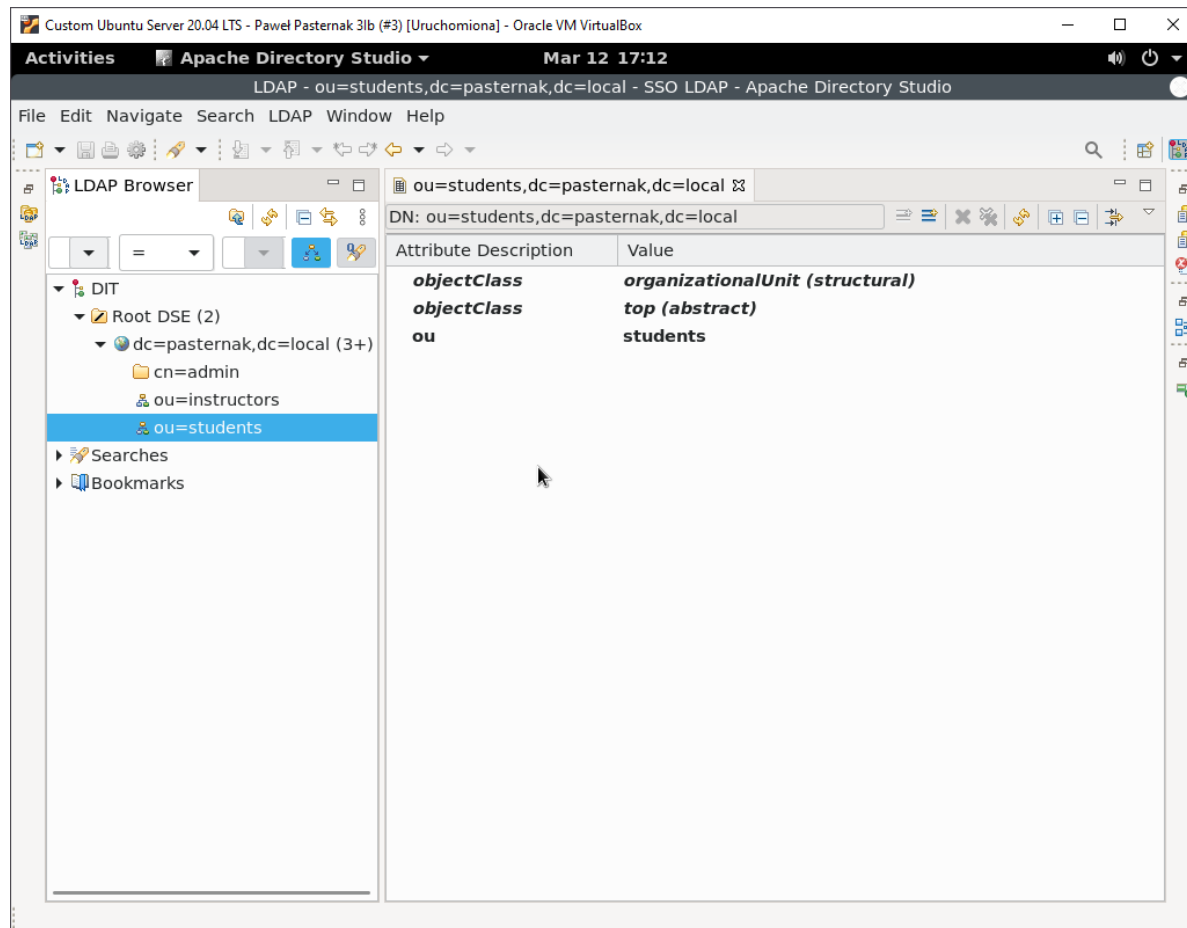 Custom Ubuntu Server 20.04 LTS - Paweł Pasternak 3lb (#3) [Uruchomiona] - Oracle VM VirtualBox
Activities Apache Directory Studio Mar 12 17:12
LDAP - ou=students,dc=pasternak,dc=local - SSO LDAP - Apache Directory Studio
File Edit Navigate Search LDAP Window Help
LDAP Browser
ou=students,dc=pasternak,dc=local
DN: ou=students,dc=pasternak,dc=local
=
Attribute Description Value
objectClass organizationalUnit (structural)
objectClass top (abstract)
ou students
DIT
Root DSE (2)
dc=pasternak,dc=local (3+)
cn=admin
ou=instructors
ou=students
Searches
Bookmarks